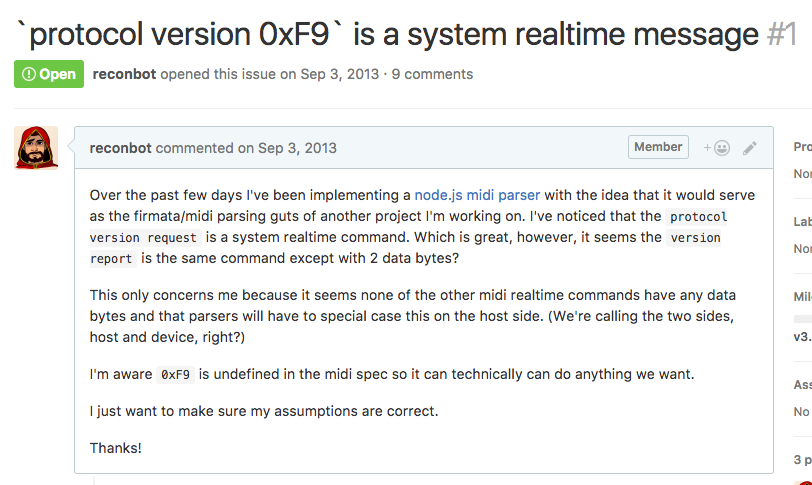 `protocol version 0xF9` is a system realtime message #1
Open reconbot opened this issue on Sep 3, 2013 · 9 comments
reconbot commented on Sep 3, 2013 Member +
Over the past few days I've been implementing a node.js midi parser with the idea that it would serve
as the firmata/midi parsing guts of another project I'm working on. I've noticed that the protocol
version request is a system realtime command. Which is great, however, it seems the version
report is the same command except with 2 data bytes?
This only concerns me because it seems none of the other midi realtime commands have any data
bytes and that parsers will have to special case this on the host side. (We're calling the two sides,
host and device, right?)
I'm aware 0xF9 is undefined in the midi spec so it can technically can do anything we want.
I just want to make sure my assumptions are correct.
Thanks!
Pro
Non
Lab
Non
Mil
v3.
Ass
No
3 p